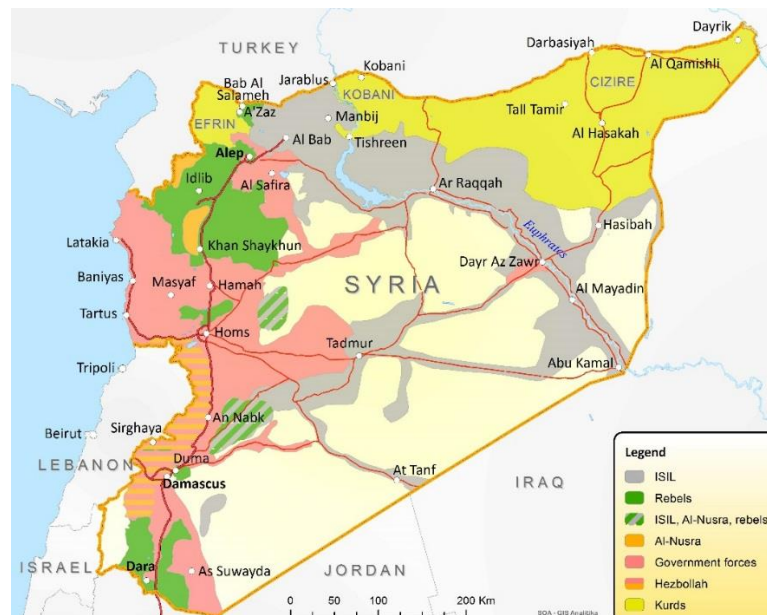 TURKEY
Dayrik
Darbasiyah
Kobani
Al Qamishli
Jarablus
Bab Al
Salameh
KOBANI
CIZIRE
A'Zaz
Manbij
Tall Tamir
EFRIN
Al Hasakah
Al Bab
Tishreen
Alep
Idlib
Al Safira
Ar Raqqah
Euphrates
Hasibah
Latakia
Khan Shaykhun
Dayr Az Zawr
Baniyas
Masyaf
Hamah
SYRIA
Al Mayadin
Tartus
Homs
Tadmur
Tripoli
Abu Kamal
An Nabk
Beirut
Sirghaya
LEBANON
Duma
Damascus
At Tanf
IRAQ
ISRAEL
Dara
As Suwayda
JORDAN
0 50 100 200 Km
SOA - GIS Analitika
Legend
ISIL
Rebels
ISIL, Al-Nusra, rebels
Al-Nusra
Government forces
Hezbollah
Kurds